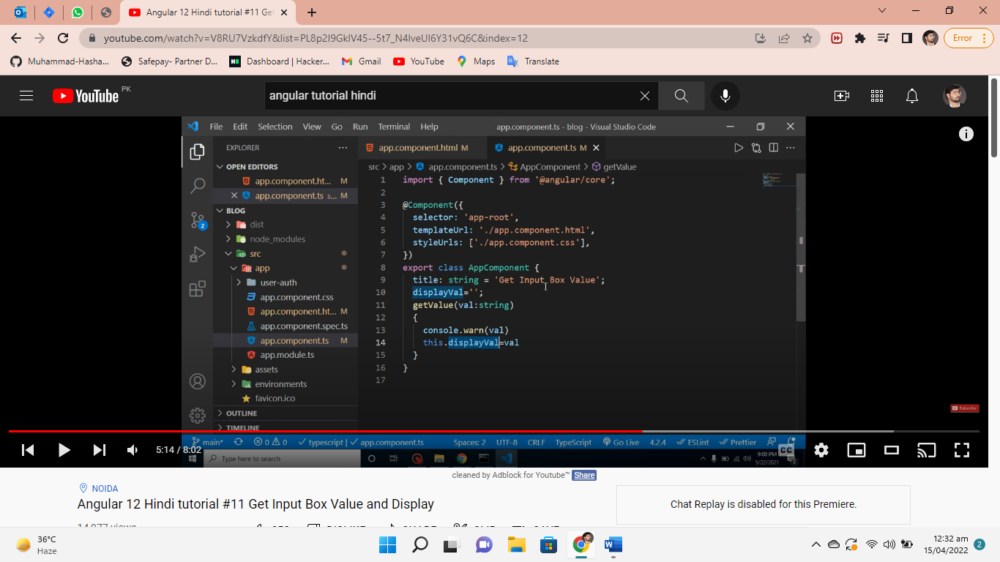 Angular 12 Hindi tutorial #11 Get
youtube.com/watch?v=V8RU7VzkdfY&list=PL8p2I9GklV45--5t7_N4lveUI6Y31vQ6C&index=12
Error
Muhammad-Hasha...
Safepay- Partner D...
Dashboard | Hacker...
Gmail
YouTube
Maps
Translate
YouTube PK
angular tutorial hindi
File Edit Selection View Go Run Terminal Help
app.component.ts - blog - Visual Studio Code
EXPLORER
OPEN EDITORS
app.component.ht... M
app.component.ts s... M
BLOG
dist
node_modules
src
app
user-auth
app.component.css
app.component.ht... M
app.component.spec.ts
app.component.ts M
app.module.ts
assets
environments
favicon.ico
OUTLINE
TIMELINE
2
app.component.html M
app.component.ts M
src > app > app.component.ts > AppComponent > getValue
1 import { Component } from '@angular/core';
2
3 @Component({
4 selector: 'app-root',
5 templateUrl: './app.component.html',
6 styleUrls: ['./app.component.css'],
7 })
8 export class AppComponent {
9 title: string = 'Get Input Box Value';
10 displayVal='';
11 getValue(val:string)
12 {
13 console.warn(val)
14 this.displayVal=val
15 }
16 }
17
Subscribe
main* 0 0 typescript | app.component.ts Spaces: 2 UTF-8 CRLF TypeScript Go Live 4.2.4 ESLint Prettier
5:14 / 8:02
CC
Type here to search
9:00 PM
5/22/2021
cleaned by Adblock for Youtube™ Share
NOIDA
Angular 12 Hindi tutorial #11 Get Input Box Value and Display
Chat Replay is disabled for this Premiere.
36°C
Haze
12:32 am
15/04/2022
2